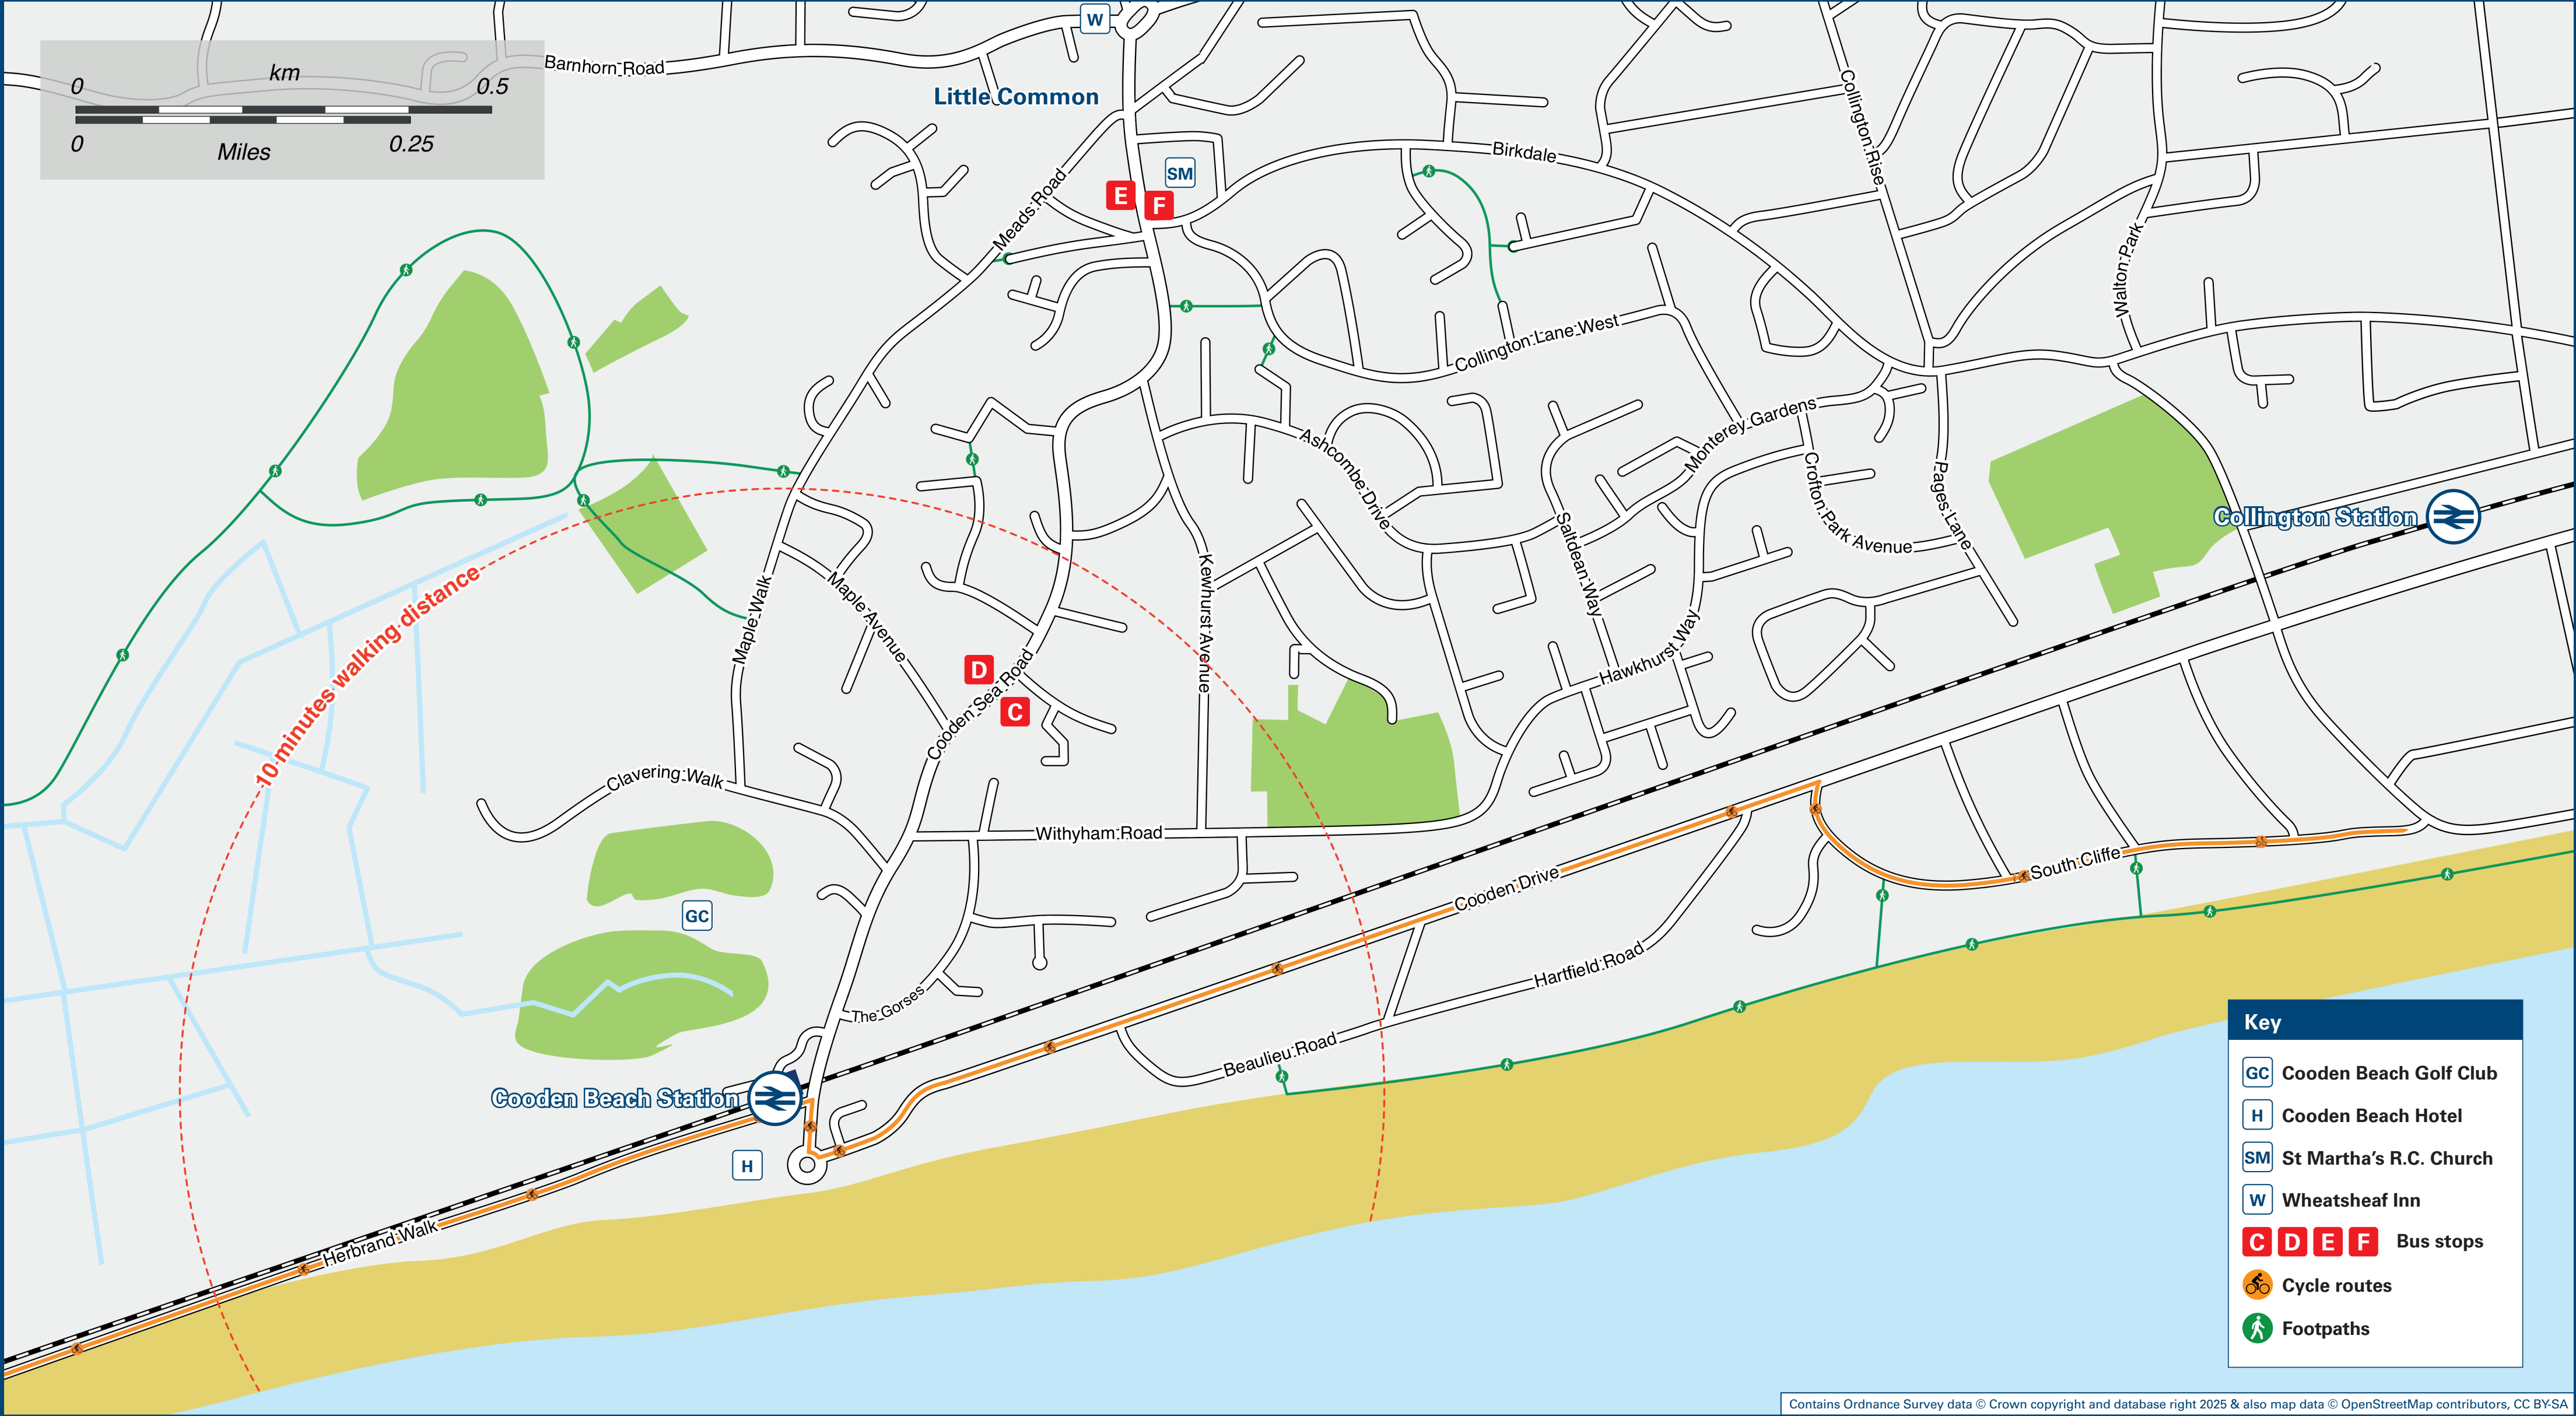 W
Barnhorn Road
0 km 0.5
0 Miles 0.25
Little Common
Collington Rise
Birkdale
SM
E
F
Meads Road
Walton Park
Collington Lane West
Monterey Gardens
Ashcombe Drive
Crofton Park Avenue
Pages Lane
Collington Station
Saltdean Way
Kewhurst Avenue
10 minutes walking distance
Maple Walk
Maple Avenue
Hawkhurst Way
D
C
Cooden Sea Road
Clavering Walk
Withyham Road
GC
Cooden Drive
South Cliffe
Hartfield Road
The Gorses
Beaulieu Road
Cooden Beach Station
H
Herbrand Walk
Key
GC Cooden Beach Golf Club
H Cooden Beach Hotel
SM St Martha's R.C. Church
W Wheatsheaf Inn
C D E F Bus stops
Cycle routes
Footpaths
Contains Ordnance Survey data © Crown copyright and database right 2025 & also map data © OpenStreetMap contributors, CC BY-SA